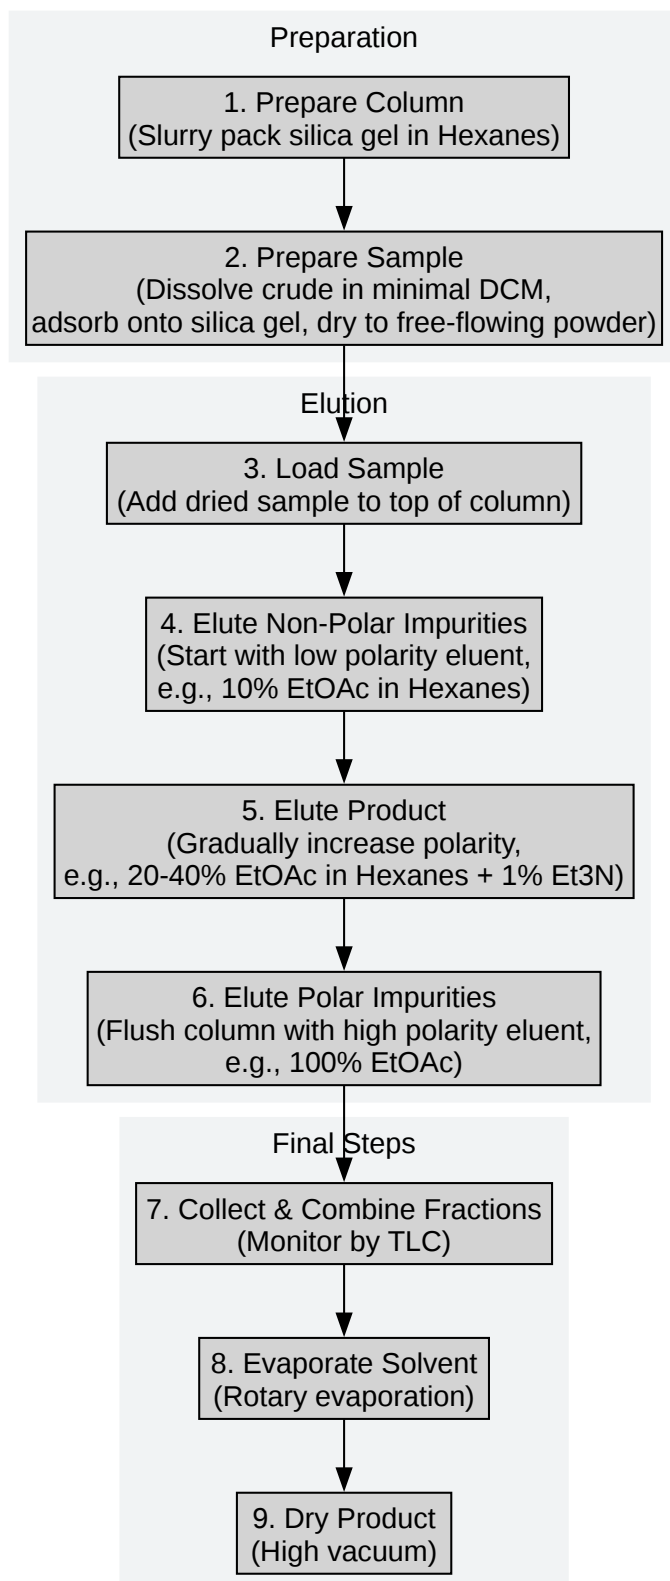 Preparation
1. Prepare Column
(Slurry pack silica gel in Hexanes)
2. Prepare Sample
(Dissolve crude in minimal DCM,
adsorb onto silica gel, dry to free-flowing powder)
Elution
3. Load Sample
(Add dried sample to top of column)
4. Elute Non-Polar Impurities
(Start with low polarity eluent,
e.g., 10% EtOAc in Hexanes)
5. Elute Product
(Gradually increase polarity,
e.g., 20-40% EtOAc in Hexanes + 1% Et3N)
6. Elute Polar Impurities
(Flush column with high polarity eluent,
e.g., 100% EtOAc)
Final Steps
7. Collect & Combine Fractions
(Monitor by TLC)
8. Evaporate Solvent
(Rotary evaporation)
9. Dry Product
(High vacuum)